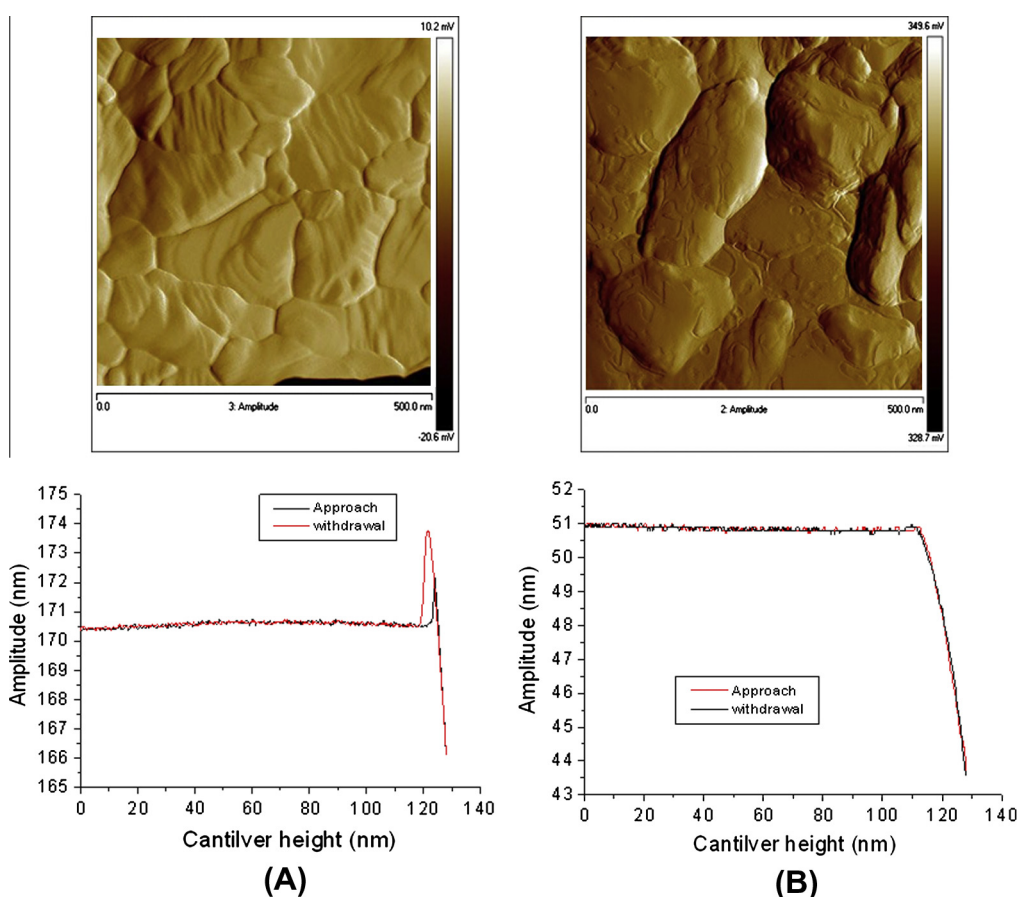 10.2 mV
0.0 3: Amplitude 500.0 nm
-20.6 mV
349.6 mV
0.0 2: Amplitude 500.0 nm
328.7 mV
175
174
173
172
171
170
169
168
167
166
165
Amplitude (nm)
Approach
withdrawal
0 20 40 60 80 100 120 140
Cantilver height (nm)
(A)
52
51
50
49
48
47
46
45
44
43
Amplitude (nm)
Approach
withdrawal
0 20 40 60 80 100 120 140
Cantilver height (nm)
(B)